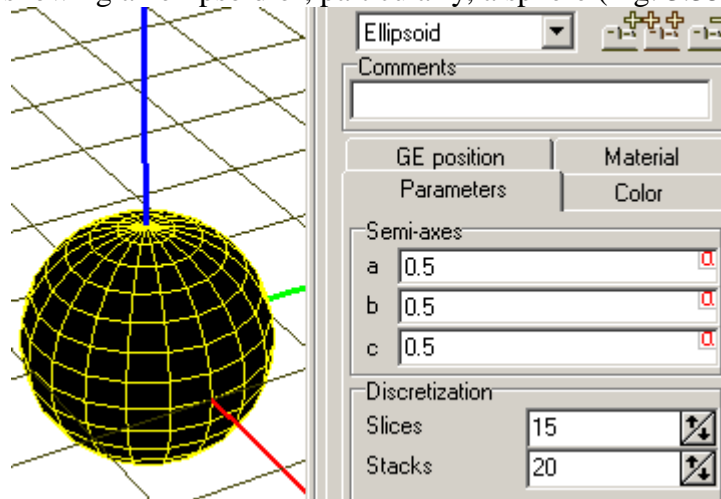 Ellipsoid
Comments
GE position Material
Parameters Color
Semi-axes
a 0.5
b 0.5
c 0.5
Discretization
Slices 15
Stacks 20